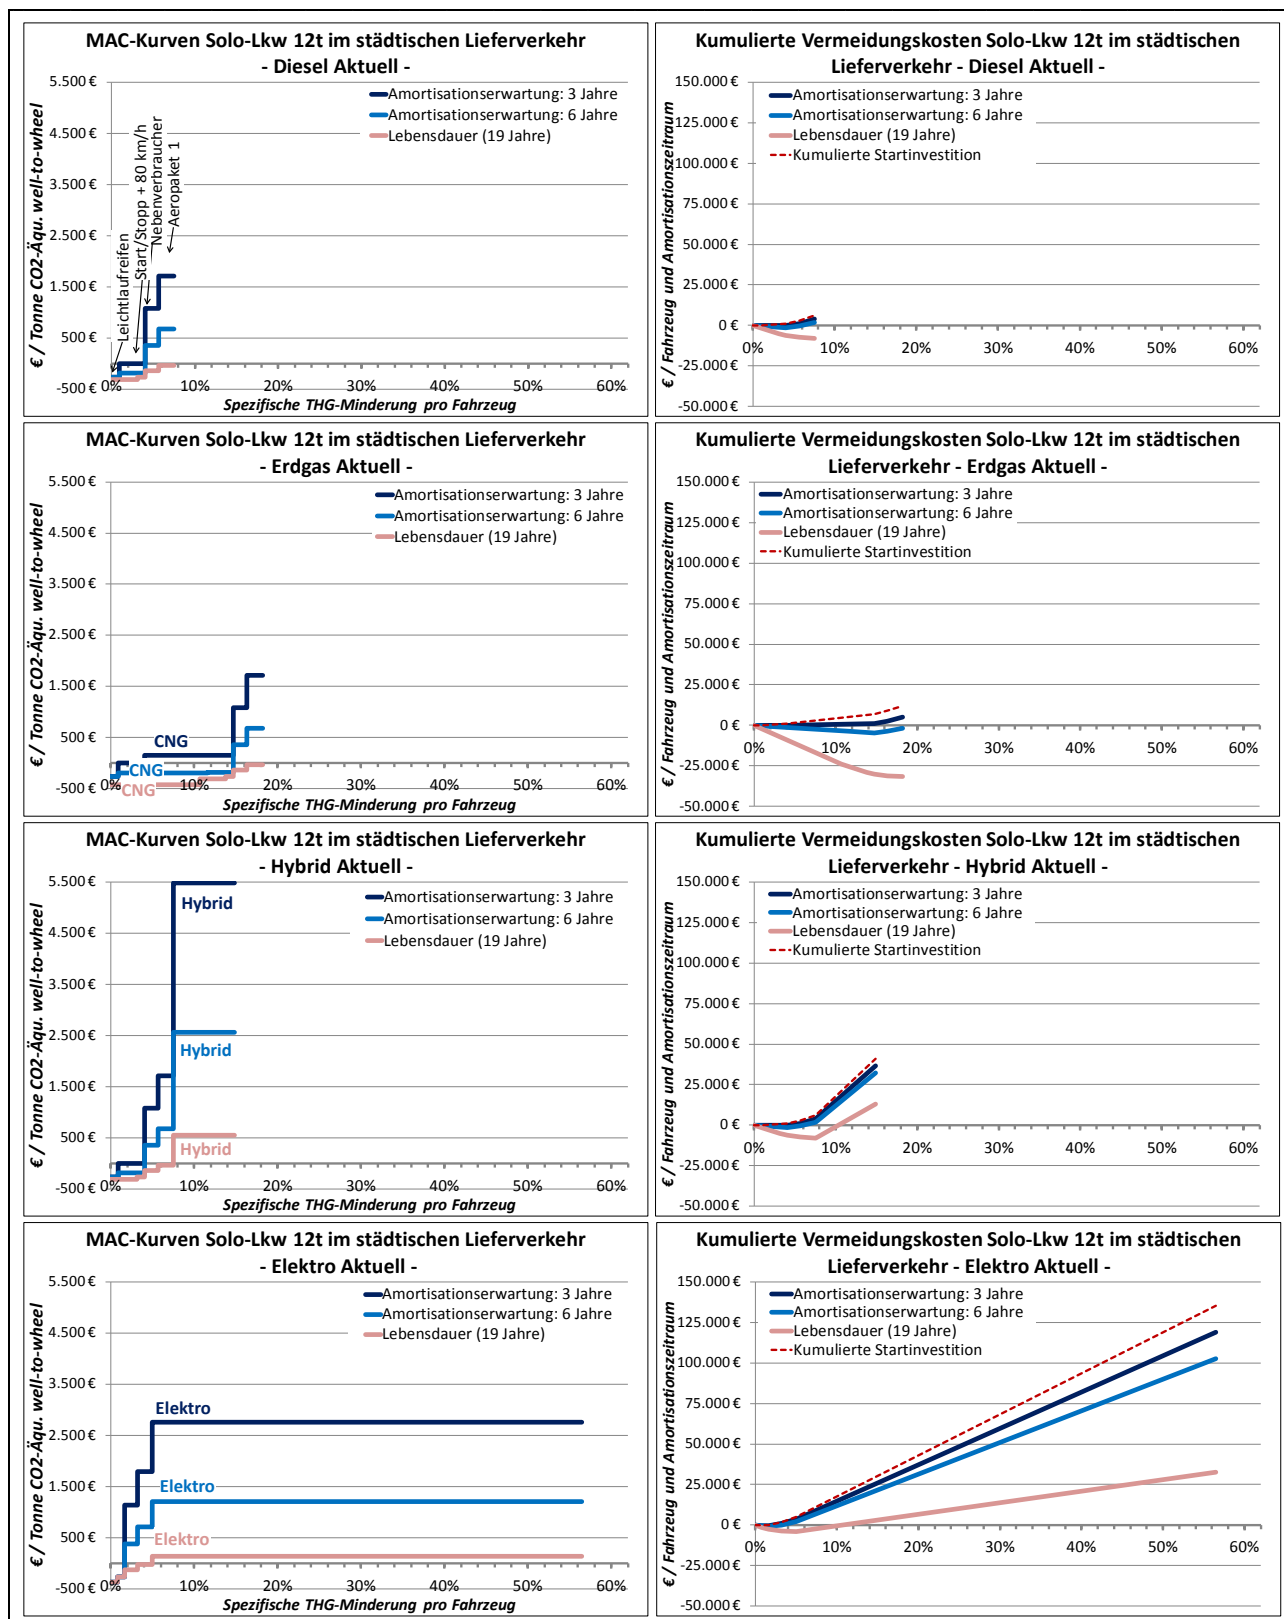 MAC-Kurven Solo-Lkw 12t im städtischen Lieferverkehr
- Diesel Aktuell -
€ / Tonne CO2-Äqu. well-to-wheel
5.500 €
4.500 €
3.500 €
2.500 €
1.500 €
500 €
-500 €
Amortisationserwartung: 3 Jahre
Amortisationserwartung: 6 Jahre
Lebensdauer (19 Jahre)
Leichtlaufreifen
Start/Stopp + 80 km/h
Nebenverbraucher
Aeropaket 1
0%
10%
20%
30%
40%
50%
60%
Spezifische THG-Minderung pro Fahrzeug
Kumulierte Vermeidungskosten Solo-Lkw 12t im städtischen
Lieferverkehr - Diesel Aktuell -
€ / Fahrzeug und Amortisationszeitraum
150.000 €
125.000 €
100.000 €
75.000 €
50.000 €
25.000 €
0 €
-25.000 €
-50.000 €
Amortisationserwartung: 3 Jahre
Amortisationserwartung: 6 Jahre
Lebensdauer (19 Jahre)
Kumulierte Startinvestition
0%
10%
20%
30%
40%
50%
60%
MAC-Kurven Solo-Lkw 12t im städtischen Lieferverkehr
- Erdgas Aktuell -
€ / Tonne CO2-Äqu. well-to-wheel
5.500 €
4.500 €
3.500 €
2.500 €
1.500 €
500 €
-500 €
Amortisationserwartung: 3 Jahre
Amortisationserwartung: 6 Jahre
Lebensdauer (19 Jahre)
CNG
CNG
CNG
0%
10%
20%
30%
40%
50%
60%
Spezifische THG-Minderung pro Fahrzeug
Kumulierte Vermeidungskosten Solo-Lkw 12t im städtischen
Lieferverkehr - Erdgas Aktuell -
€ / Fahrzeug und Amortisationszeitraum
150.000 €
125.000 €
100.000 €
75.000 €
50.000 €
25.000 €
0 €
-25.000 €
-50.000 €
Amortisationserwartung: 3 Jahre
Amortisationserwartung: 6 Jahre
Lebensdauer (19 Jahre)
Kumulierte Startinvestition
0%
10%
20%
30%
40%
50%
60%
MAC-Kurven Solo-Lkw 12t im städtischen Lieferverkehr
- Hybrid Aktuell -
€ / Tonne CO2-Äqu. well-to-wheel
5.500 €
4.500 €
3.500 €
2.500 €
1.500 €
500 €
-500 €
Amortisationserwartung: 3 Jahre
Amortisationserwartung: 6 Jahre
Lebensdauer (19 Jahre)
Hybrid
Hybrid
Hybrid
0%
10%
20%
30%
40%
50%
60%
Spezifische THG-Minderung pro Fahrzeug
Kumulierte Vermeidungskosten Solo-Lkw 12t im städtischen
Lieferverkehr - Hybrid Aktuell -
€ / Fahrzeug und Amortisationszeitraum
150.000 €
125.000 €
100.000 €
75.000 €
50.000 €
25.000 €
0 €
-25.000 €
-50.000 €
Amortisationserwartung: 3 Jahre
Amortisationserwartung: 6 Jahre
Lebensdauer (19 Jahre)
Kumulierte Startinvestition
0%
10%
20%
30%
40%
50%
60%
MAC-Kurven Solo-Lkw 12t im städtischen Lieferverkehr
- Elektro Aktuell -
€ / Tonne CO2-Äqu. well-to-wheel
5.500 €
4.500 €
3.500 €
2.500 €
1.500 €
500 €
-500 €
Amortisationserwartung: 3 Jahre
Amortisationserwartung: 6 Jahre
Lebensdauer (19 Jahre)
Elektro
Elektro
Elektro
0%
10%
20%
30%
40%
50%
60%
Spezifische THG-Minderung pro Fahrzeug
Kumulierte Vermeidungskosten Solo-Lkw 12t im städtischen
Lieferverkehr - Elektro Aktuell -
€ / Fahrzeug und Amortisationszeitraum
150.000 €
125.000 €
100.000 €
75.000 €
50.000 €
25.000 €
0 €
-25.000 €
-50.000 €
Amortisationserwartung: 3 Jahre
Amortisationserwartung: 6 Jahre
Lebensdauer (19 Jahre)
Kumulierte Startinvestition
0%
10%
20%
30%
40%
50%
60%